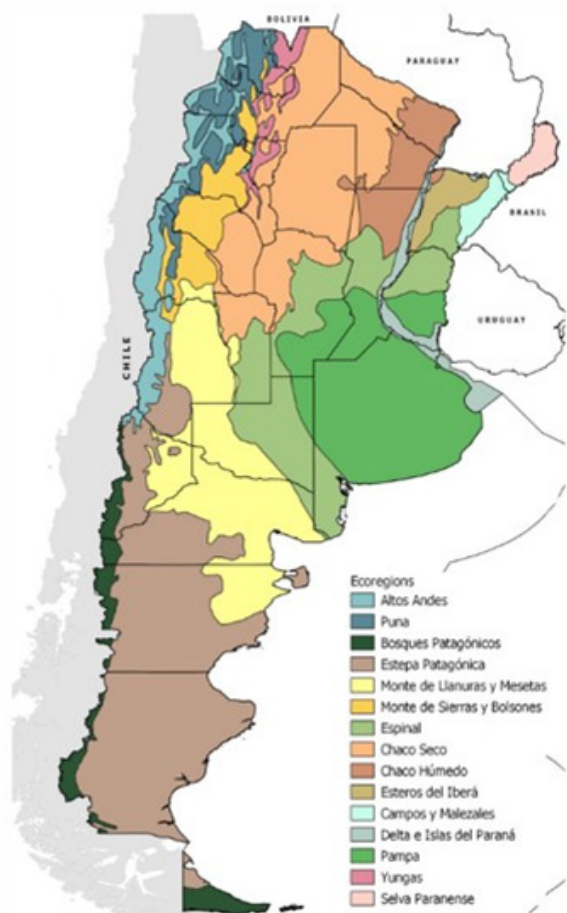 BOLIVIA
PARAGUAY
BRASIL
URUGUAY
CHILE
Ecoregions
Altos Andes
Puna
Bosques Patagónicos
Estepa Patagónica
Monte de Llanuras y Mesetas
Monte de Sierras y Bolsones
Espinal
Chaco Seco
Chaco Húmedo
Esteros del Iberá
Campos y Malezales
Delta e Islas del Paraná
Pampa
Yungas
Selva Paranense